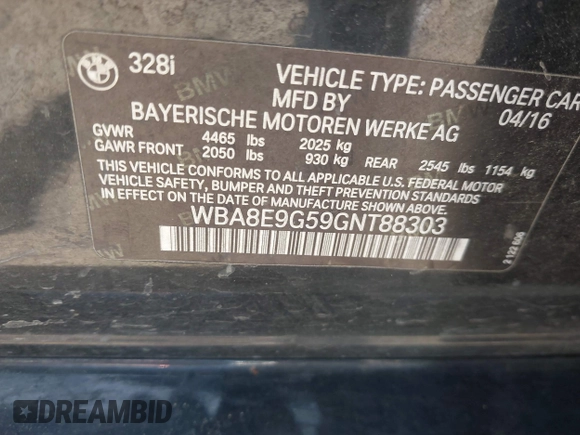 328i
VEHICLE TYPE: PASSENGER CAR
MFD BY 04/16
BAYERISCHE MOTOREN WERKE AG
GVWR 4465 lbs 2025 kg
GAWR FRONT 2050 lbs 930 kg REAR 2545 lbs 1154 kg
THIS VEHICLE CONFORMS TO ALL APPLICABLE U.S. FEDERAL MOTOR
VEHICLE SAFETY, BUMPER AND THEFT PREVENTION STANDARDS
IN EFFECT ON THE DATE OF MANUFACTURE SHOWN ABOVE.
WBA8E9G59GNT88303
DREAMBID